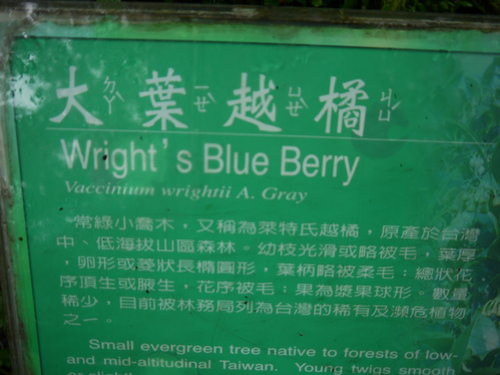 大葉越橘
ㄉㄚˋ ㄧㄝˋ ㄩㄝˋ ㄐㄩˊ
Wright's Blue Berry
Vaccinium wrightii A. Gray
常綠小喬木，又稱為萊特氏越橘，原產於台灣
中、低海拔山區森林。幼枝光滑或略被毛，葉厚
，卵形或菱狀長橢圓形，葉柄略被柔毛；總狀花
序頂生或腋生，花序被毛；果為漿果球形。數量
稀少，目前被林務局列為台灣的稀有及瀕危植物
之一。
Small evergreen tree native to forests of low-
and mid-altitudinal Taiwan. Young twigs smooth
or